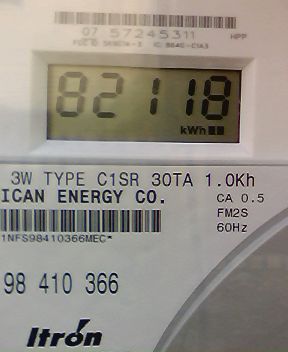 07 57245311 HPP
82118
kWh
3W TYPE C1SR 30TA 1.0Kh
ICAN ENERGY CO. CA 0.5
FM2S
1NFS98410366MEC* 60Hz
98 410 366
Itron